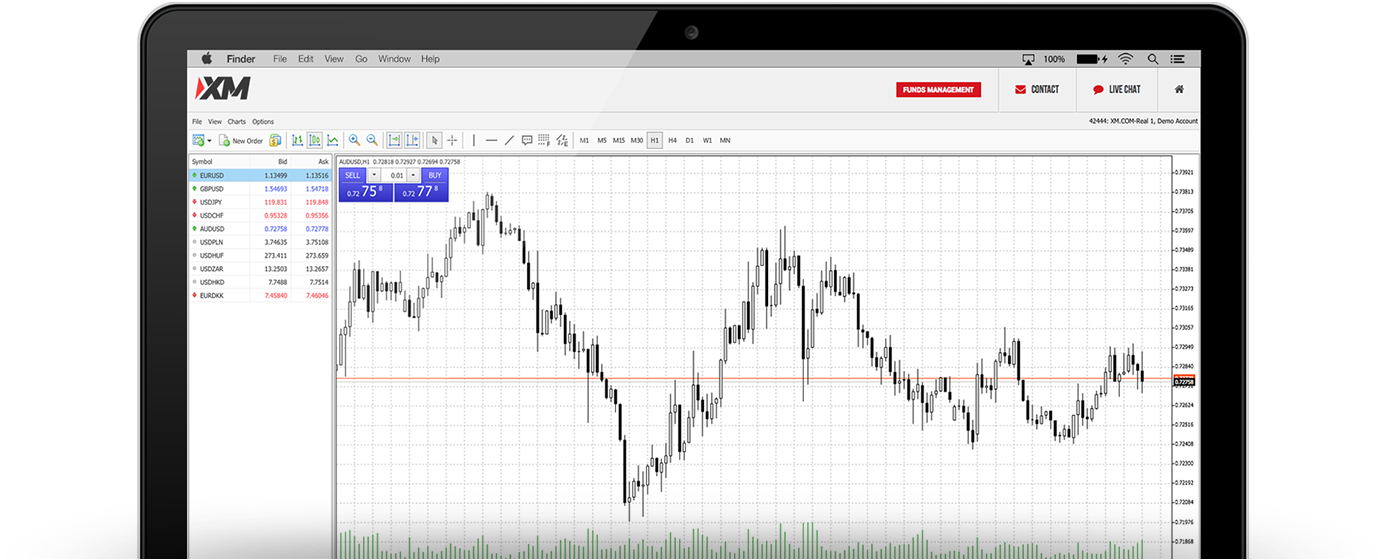 Finder File Edit View Go Window Help 100%
XM FUNDS MANAGEMENT CONTACT LIVE CHAT
File View Charts Options 42444: XM.COM-Real 1, Demo Account
New Order M1 M5 M15 M30 H1 H4 D1 W1 MN
Symbol Bid Ask
EURUSD 1.13499 1.13516
GBPUSD 1.54693 1.54718
USDJPY 119.831 119.848
USDCHF 0.95328 0.95356
AUDUSD 0.72758 0.72778
USDPLN 3.74635 3.75108
USDHUF 273.411 273.659
USDZAR 13.2503 13.2657
USDHKD 7.7488 7.7514
EURDKK 7.45840 7.46046
AUDUSD,H1 0.72818 0.72927 0.72694 0.72758
SELL 0.01 BUY
0.72 75 8 0.72 77 8
0.73921
0.73813
0.73705
0.73597
0.73489
0.73381
0.73273
0.73165
0.73057
0.72949
0.72840
0.72758
0.72624
0.72516
0.72408
0.72300
0.72192
0.72084
0.71976
0.71868